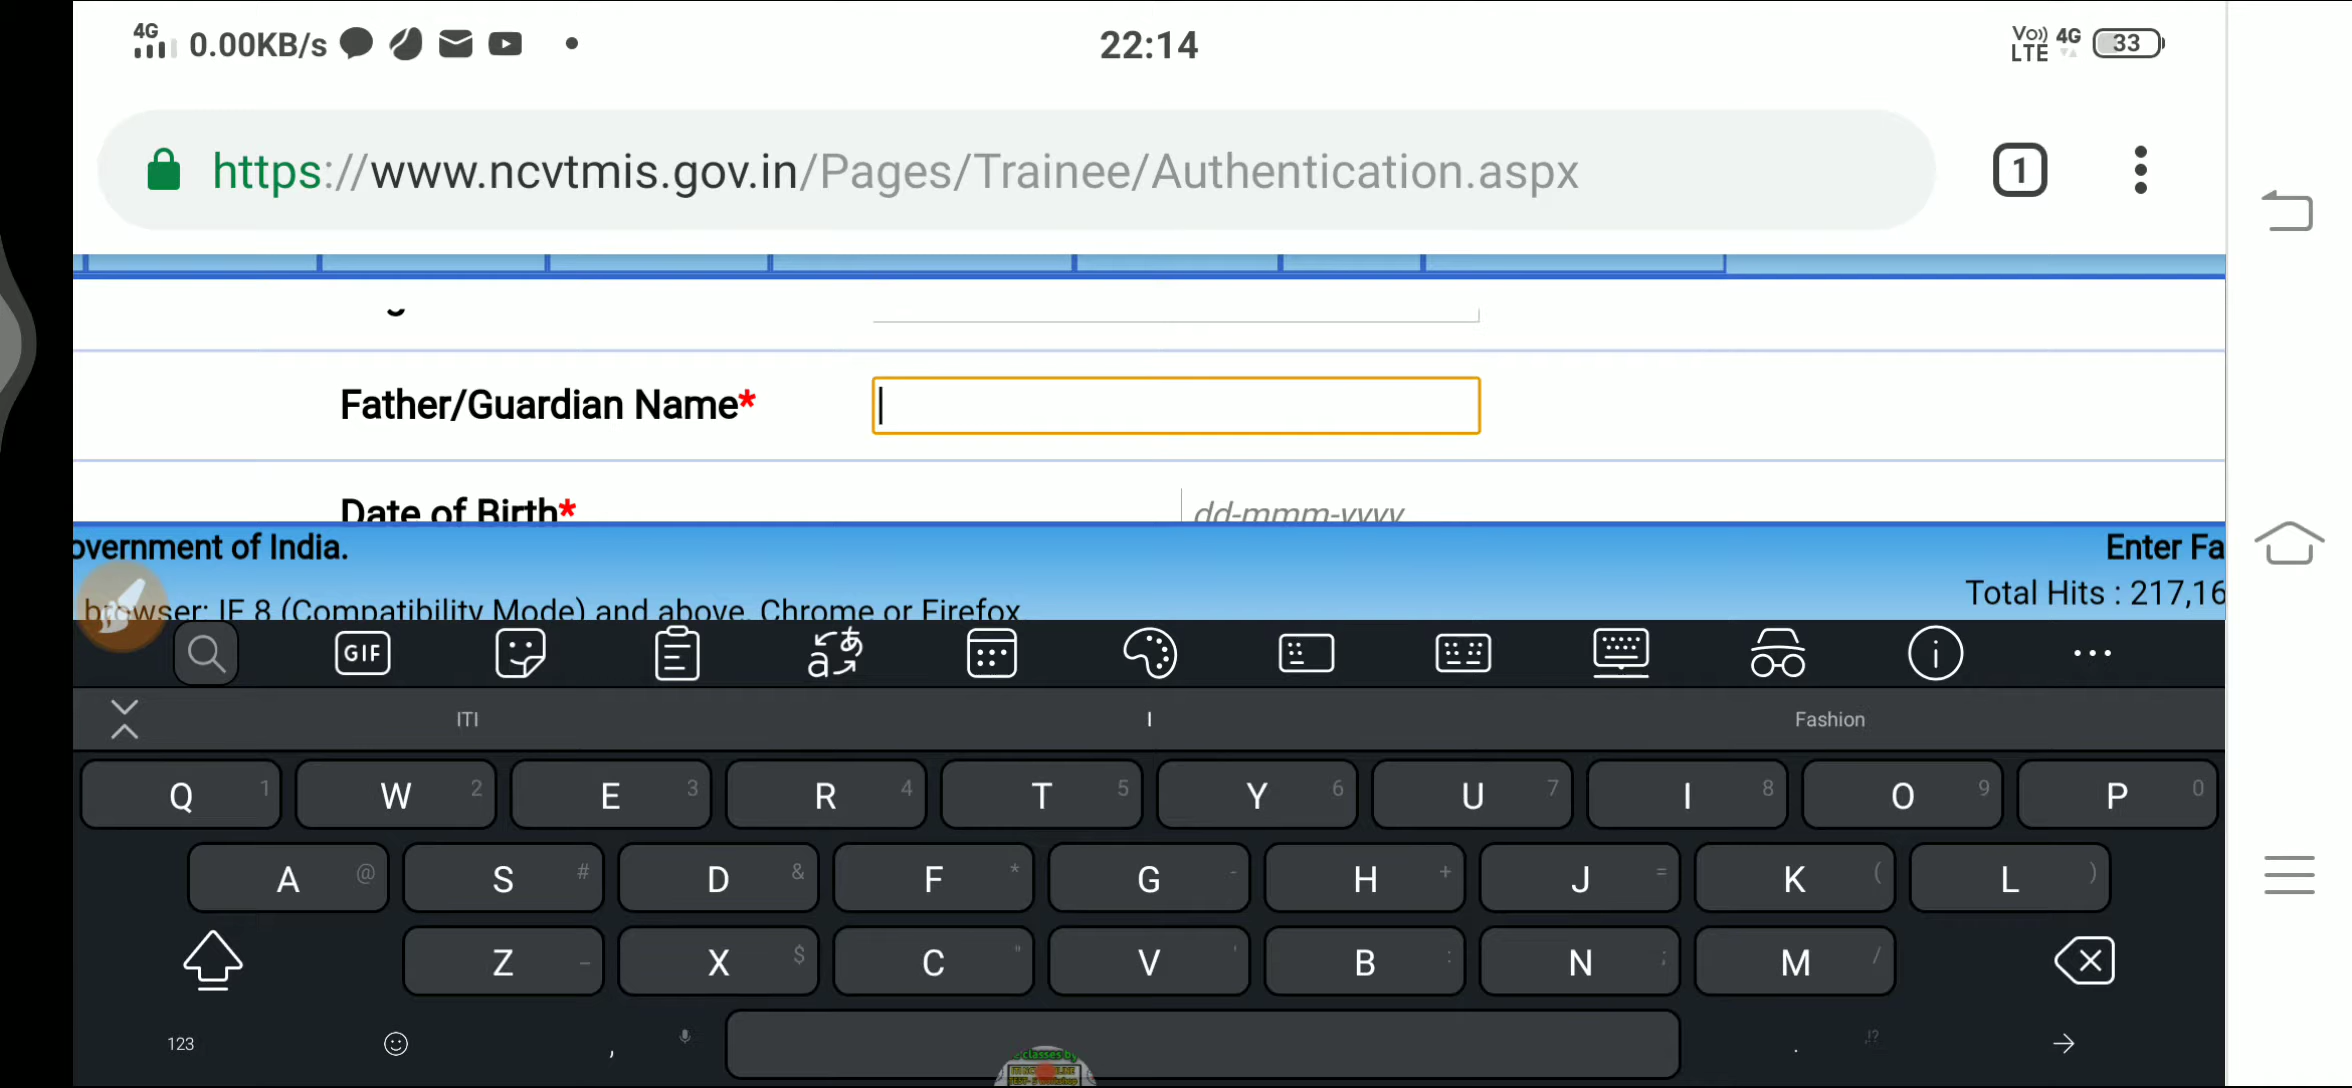 4G 0.00KB/s 22:14 Vo)) LTE 4G 33
https://www.ncvtmis.gov.in/Pages/Trainee/Authentication.aspx 1
Father/Guardian Name*
Date of Birth* dd-mmm-yyyy
overnment of India. Enter Fa
Total Hits : 217,16
browser: IE 8 (Compatibility Mode) and above, Chrome or Firefox
GIF a あ i ...
ITI I Fashion
Q 1 W 2 E 3 R 4 T 5 Y 6 U 7 I 8 O 9 P 0
A @ S # D & F * G - H + J = K ( L )
Z _ X $ C " V ' B : N ; M /
123 , . ,!?
classes by